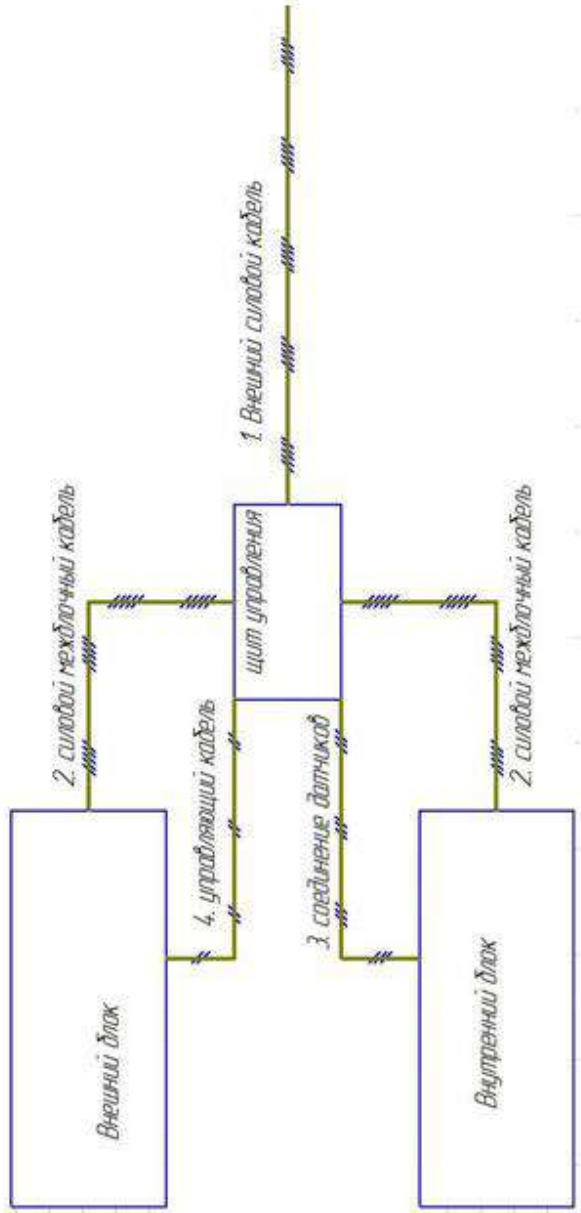 Внешний блок
2. силовой межблочный кабель
4. управляющий кабель
щит управления
1. Внешний силовой кабель
3. соединение датчиков
Внутренний блок
2. силовой межблочный кабель